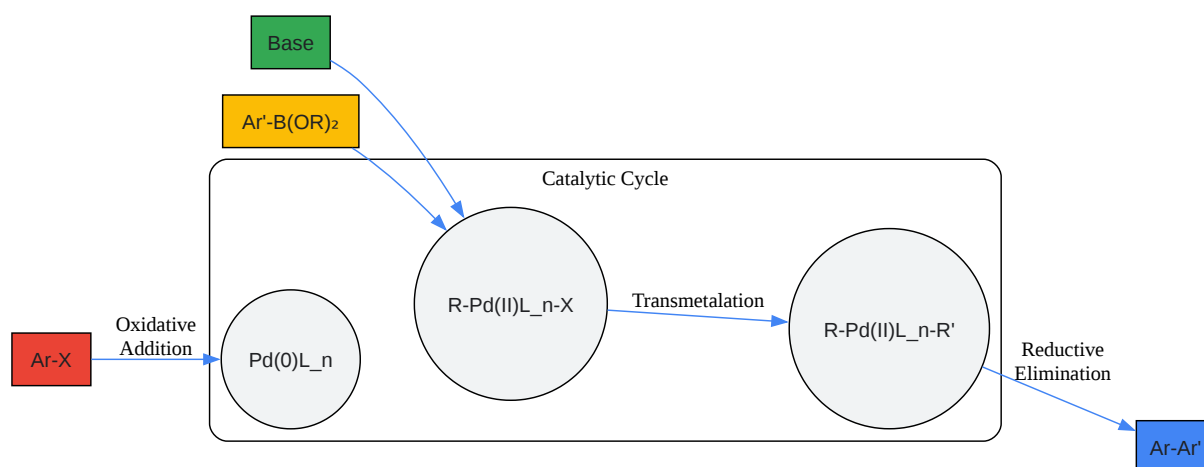 Base
Ar'-B(OR)₂
Catalytic Cycle
R-Pd(II)L_n-X
Transmetalation
R-Pd(II)L_n-R'
Oxidative
Addition
Ar-X
Pd(0)L_n
Reductive
Elimination
Ar-Ar'